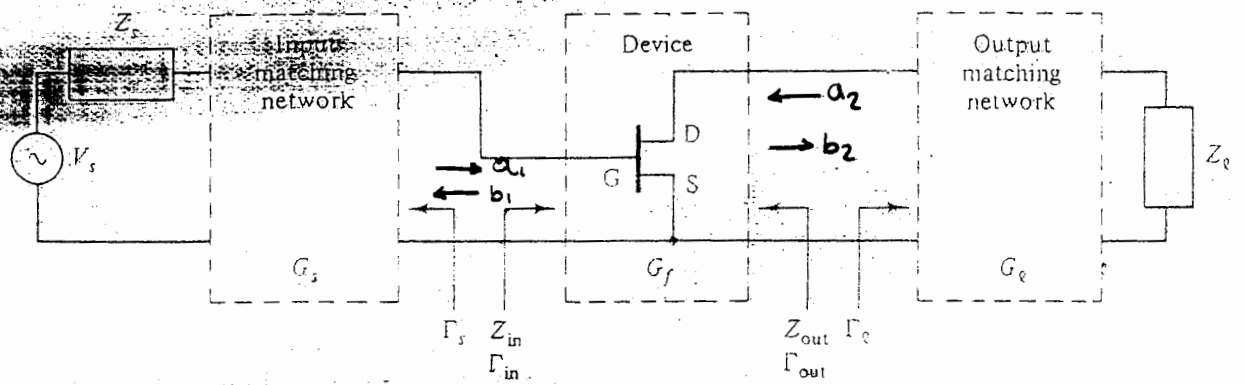 Z_s
Inputs
matching
network
Device
Output
matching
network
V_s
a_1
b_1
G
D
S
a_2
b_2
Z_ℓ
G_s
G_f
G_ℓ
Γ_s
Z_in
Γ_in
Z_out
Γ_ℓ
Γ_out